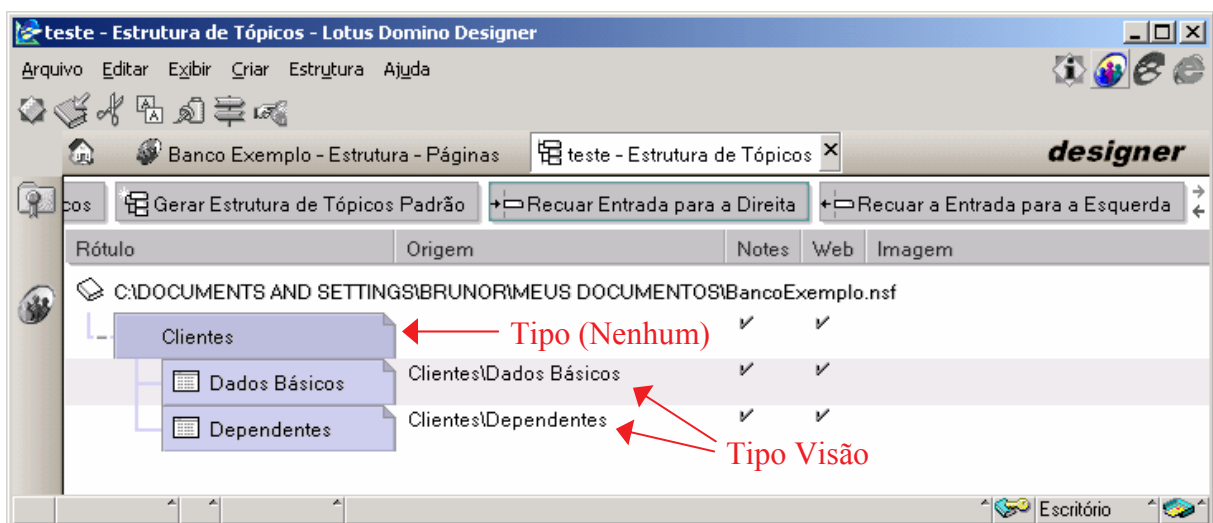 teste - Estrutura de Tópicos - Lotus Domino Designer
Arquivo Editar Exibir Criar Estrutura Ajuda
Banco Exemplo - Estrutura - Páginas teste - Estrutura de Tópicos designer
cos Gerar Estrutura de Tópicos Padrão Recuar Entrada para a Direita Recuar a Entrada para a Esquerda
Rótulo Origem Notes Web Imagem
C:\DOCUMENTS AND SETTINGS\BRUNOR\MEUS DOCUMENTOS\BancoExemplo.nsf
Clientes Tipo (Nenhum)
Dados Básicos Clientes\Dados Básicos
Dependentes Clientes\Dependentes
Tipo Visão
Escritório